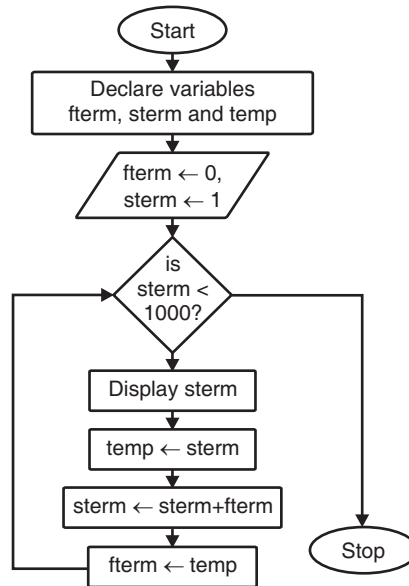 Start
Declare variables
fterm, sterm and temp
fterm ← 0,
sterm ← 1
is
sterm <
1000?
Display sterm
temp ← sterm
sterm ← sterm+fterm
fterm ← temp
Stop